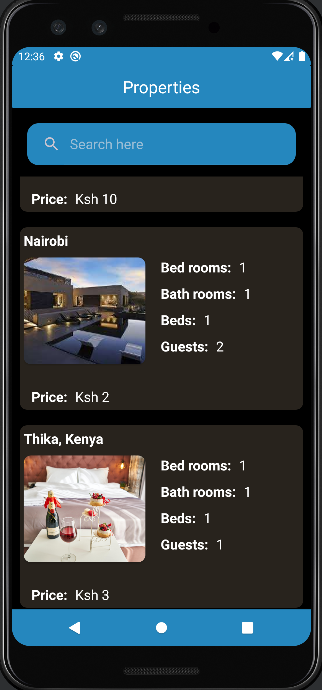 12:36
Properties
Search here
Price: Ksh 10
Nairobi
Bed rooms: 1
Bath rooms: 1
Beds: 1
Guests: 2
Price: Ksh 2
Thika, Kenya
Bed rooms: 1
Bath rooms: 1
Beds: 1
Guests: 1
Price: Ksh 3